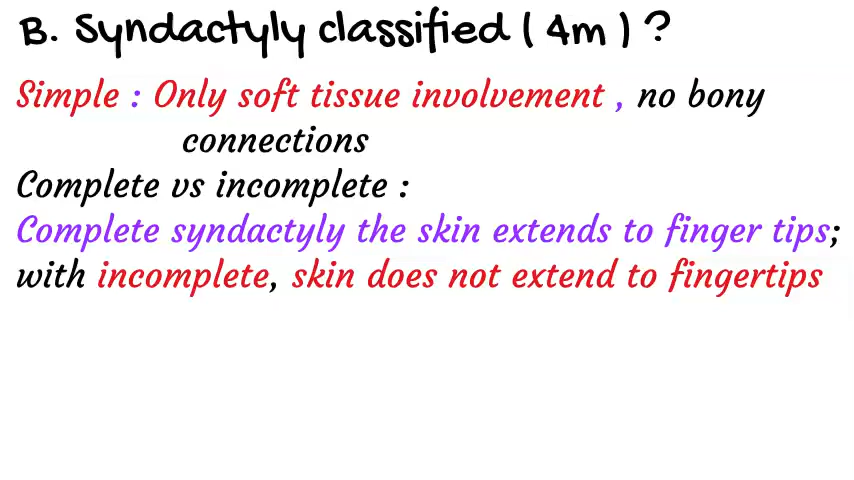 B. Syndactyly classified ( 4m ) ?
Simple : Only soft tissue involvement , no bony
connections
Complete vs incomplete :
Complete syndactyly the skin extends to finger tips;
with incomplete, skin does not extend to fingertips